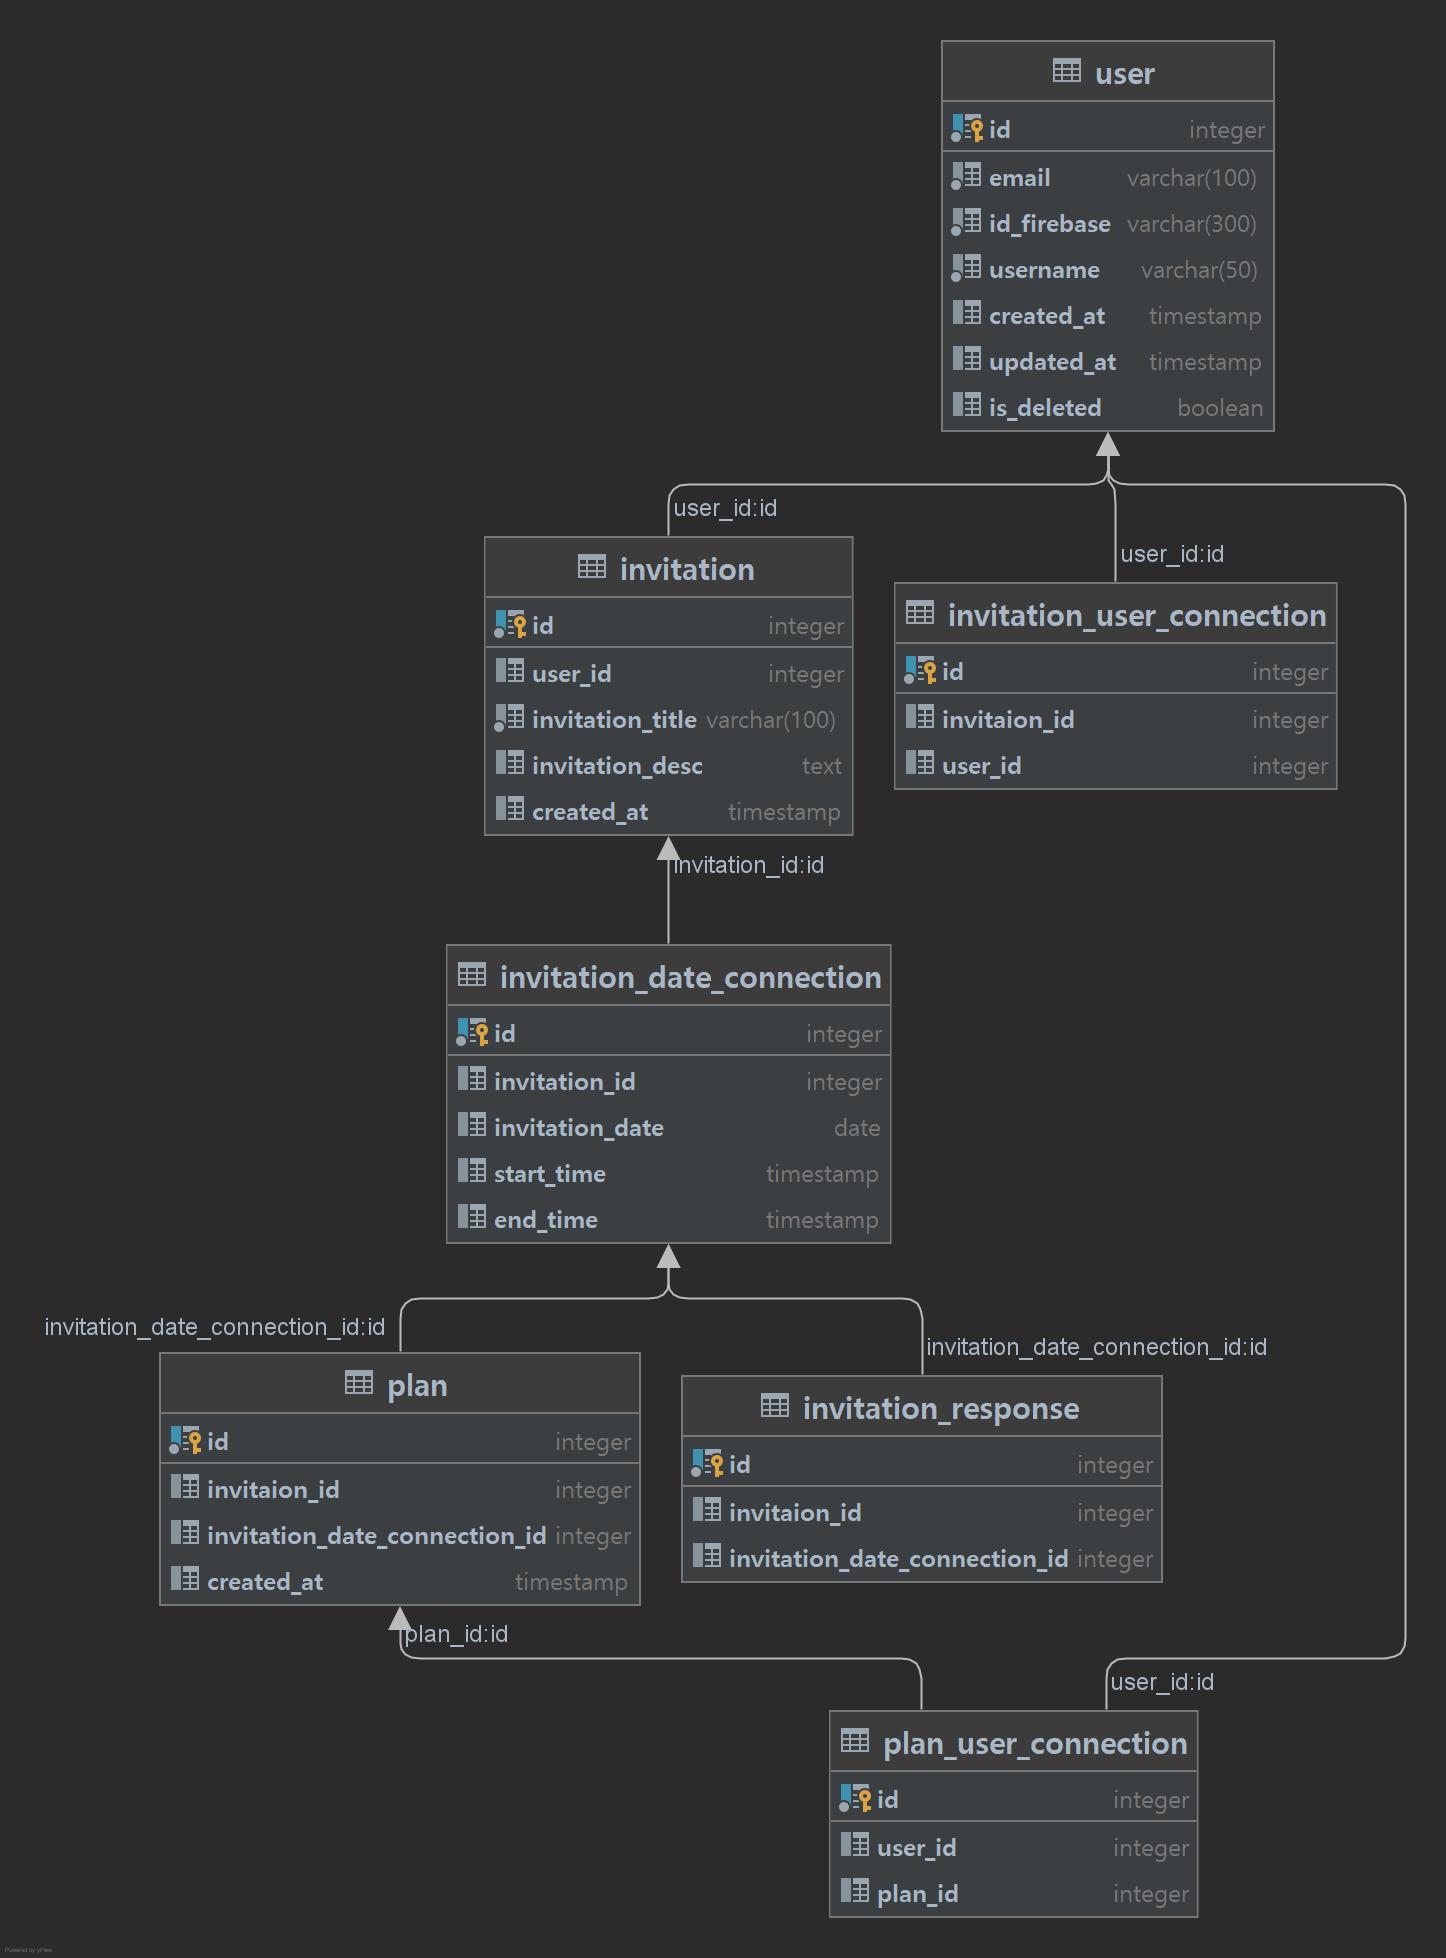 user
id integer
email varchar(100)
id_firebase varchar(300)
username varchar(50)
created_at timestamp
updated_at timestamp
is_deleted boolean
user_id:id
user_id:id
invitation
id integer
user_id integer
invitation_title varchar(100)
invitation_desc text
created_at timestamp
invitation_user_connection
id integer
invitaion_id integer
user_id integer
invitation_id:id
invitation_date_connection
id integer
invitation_id integer
invitation_date date
start_time timestamp
end_time timestamp
invitation_date_connection_id:id
invitation_date_connection_id:id
plan
id integer
invitaion_id integer
invitation_date_connection_id integer
created_at timestamp
invitation_response
id integer
invitaion_id integer
invitation_date_connection_id integer
plan_id:id
user_id:id
plan_user_connection
id integer
user_id integer
plan_id integer
Powered by yFiles